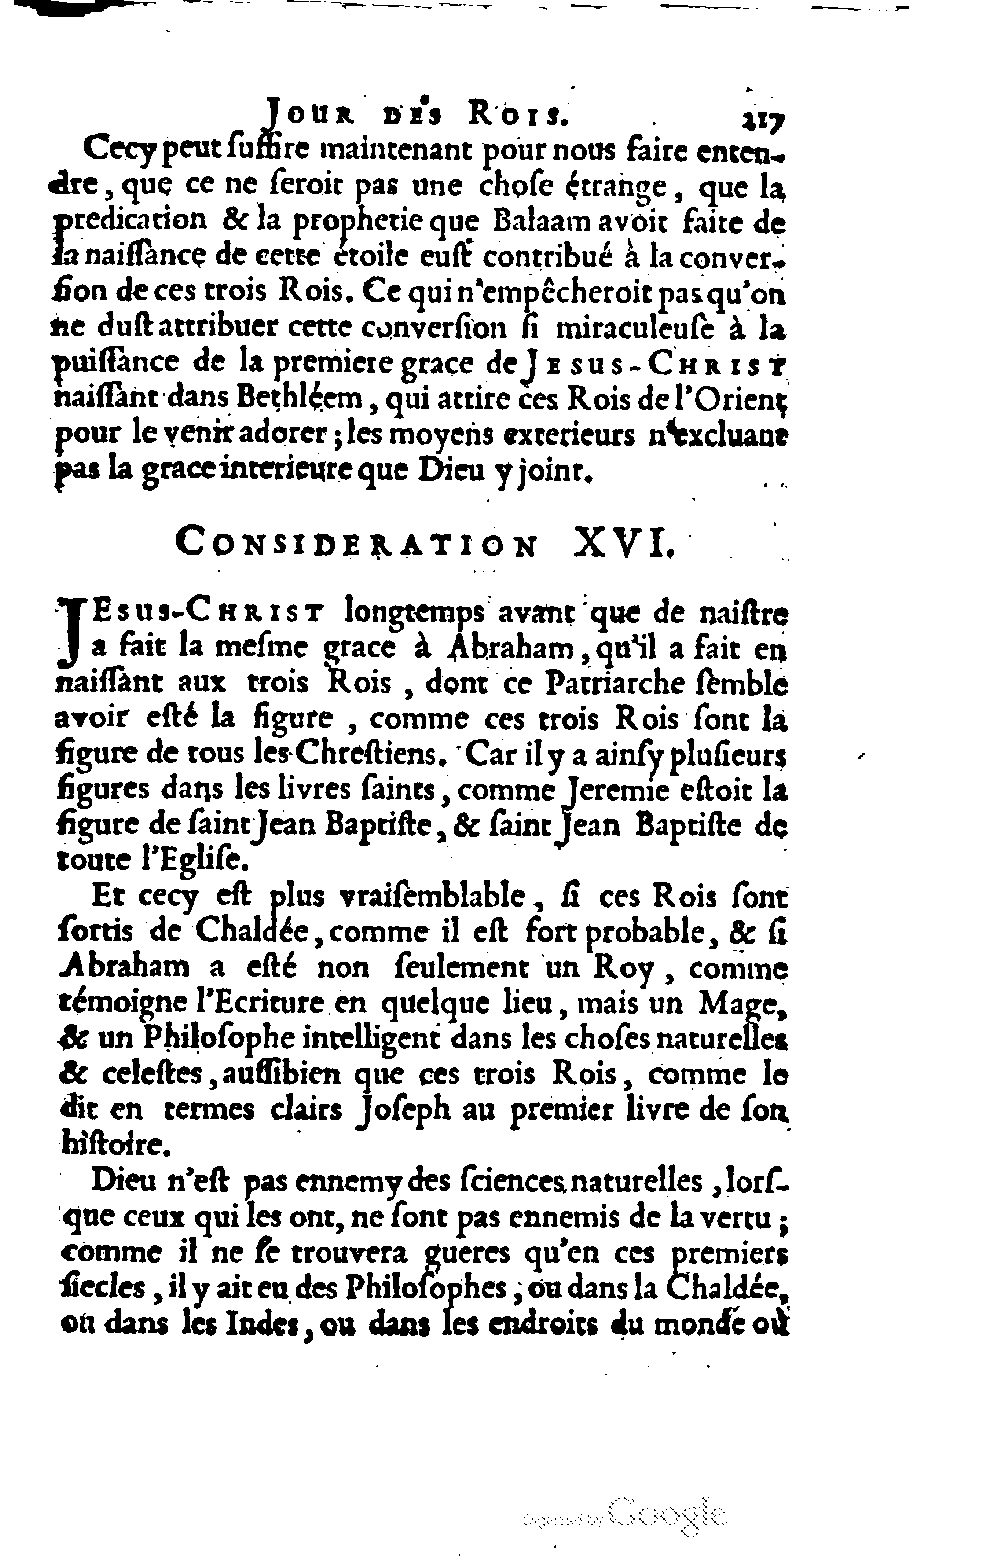 JOUR DES ROIS. 217
Cecy peut ſuffire maintenant pour nous faire enten-
dre, que ce ne ſeroit pas une choſe étrange, que la
predication & la prophetie que Balaam avoit faite de
la naiſſance de cette étoile euſt contribué à la conver-
ſion de ces trois Rois. Ce qui n'empêcheroit pas qu'on
ne duſt attribuer cette converſion ſi miraculeuſe à la
puiſſance de la premiere grace de JESUS-CHRIST
naiſſant dans Bethléem, qui attire ces Rois de l'Orient
pour le venir adorer; les moyens exterieurs n'excluant
pas la grace interieure que Dieu y joint.
CONSIDERATION XVI.
JESUS-CHRIST longtemps avant que de naiſtre
a fait la meſme grace à Abraham, qu'il a fait en
naiſſant aux trois Rois, dont ce Patriarche ſemble
avoir eſté la figure, comme ces trois Rois ſont la
figure de tous les Chreſtiens. Car il y a ainſy pluſieurs
figures dans les livres ſaints, comme Jeremie eſtoit la
figure de ſaint Jean Baptiſte, & ſaint Jean Baptiſte de
toute l'Egliſe.
Et cecy eſt plus vraiſemblable, ſi ces Rois ſont
ſortis de Chaldée, comme il eſt fort probable, & ſi
Abraham a eſté non ſeulement un Roy, comme
témoigne l'Ecriture en quelque lieu, mais un Mage,
& un Philoſophe intelligent dans les choſes naturelles
& celeſtes, auſſibien que ces trois Rois, comme le
dit en termes clairs Joſeph au premier livre de ſon
hiſtoire.
Dieu n'eſt pas ennemy des ſciences naturelles, lorſ-
que ceux qui les ont, ne ſont pas ennemis de la vertu;
comme il ne ſe trouvera gueres qu'en ces premiers
ſiecles, il y ait eu des Philoſophes, ou dans la Chaldée,
ou dans les Indes, ou dans les endroits du monde où
Digitized by Google